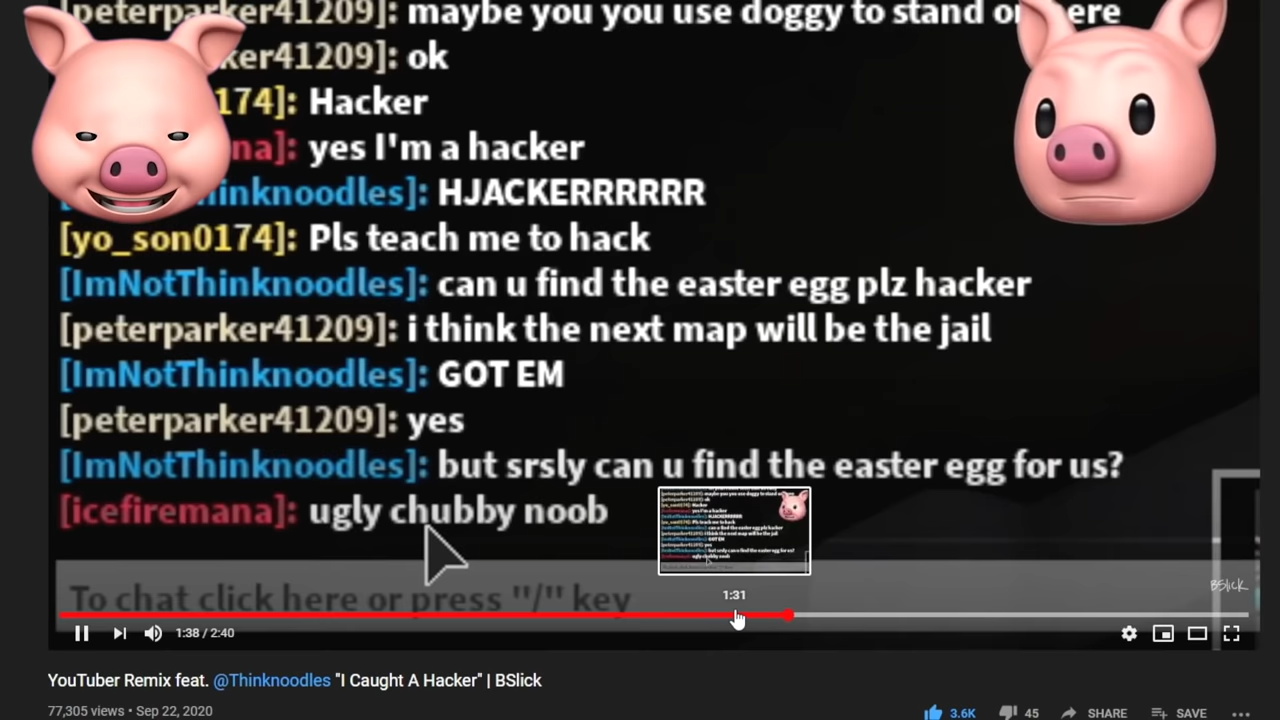 [peterparker41209]: maybe you you use doggy to stand on here
ker41209]: ok
174]: Hacker
na]: yes I'm a hacker
Thinknoodles]: HJACKERRRRRR
[yo_son0174]: Pls teach me to hack
[ImNotThinknoodles]: can u find the easter egg plz hacker
[peterparker41209]: i think the next map will be the jail
[ImNotThinknoodles]: GOT EM
[peterparker41209]: yes
[ImNotThinknoodles]: but srsly can u find the easter egg for us?
[icefiremana]: ugly chubby noob
To chat click here or press "/" key
BSlick
1:31
1:38 / 2:40
YouTuber Remix feat. @Thinknoodles "I Caught A Hacker" | BSlick
77,305 views • Sep 22, 2020
3.6K 45 SHARE SAVE